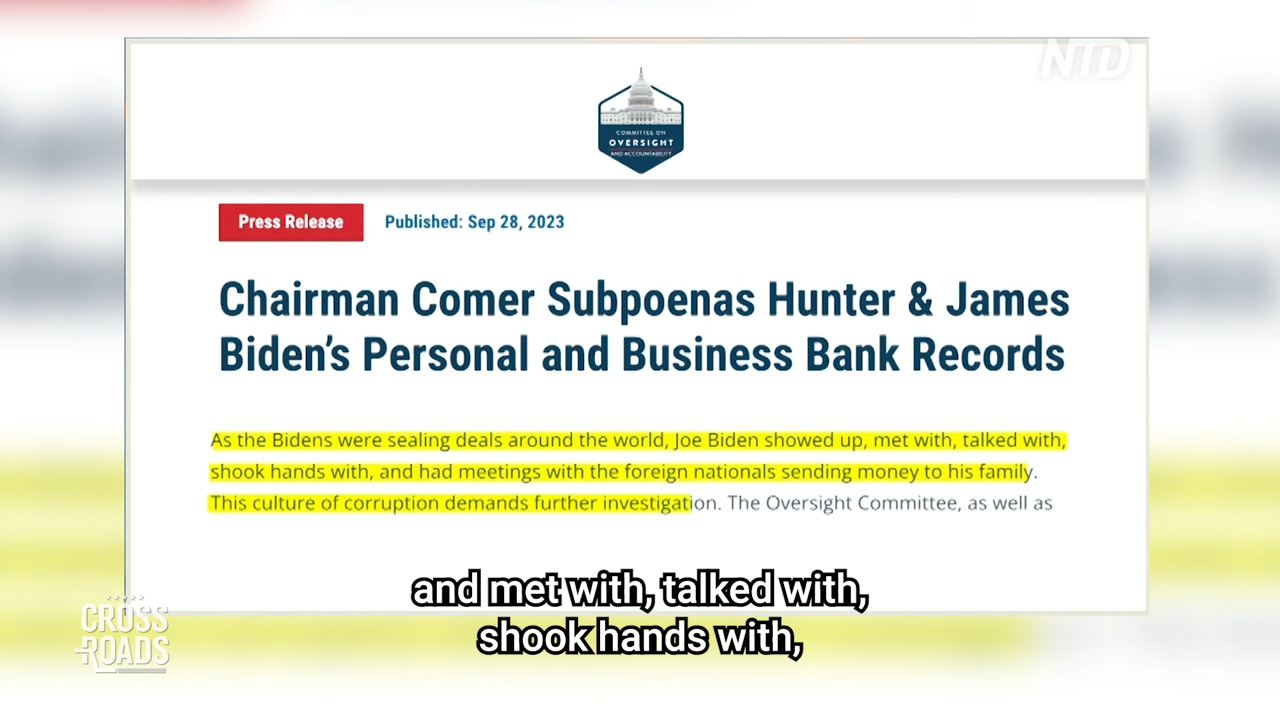 NTD
COMMITTEE ON
OVERSIGHT
AND ACCOUNTABILITY
Press Release
Published: Sep 28, 2023
Chairman Comer Subpoenas Hunter & James
Biden’s Personal and Business Bank Records
As the Bidens were sealing deals around the world, Joe Biden showed up, met with, talked with,
shook hands with, and had meetings with the foreign nationals sending money to his family.
This culture of corruption demands further investigation. The Oversight Committee, as well as
and met with, talked with,
shook hands with,
CROSS
ROADS